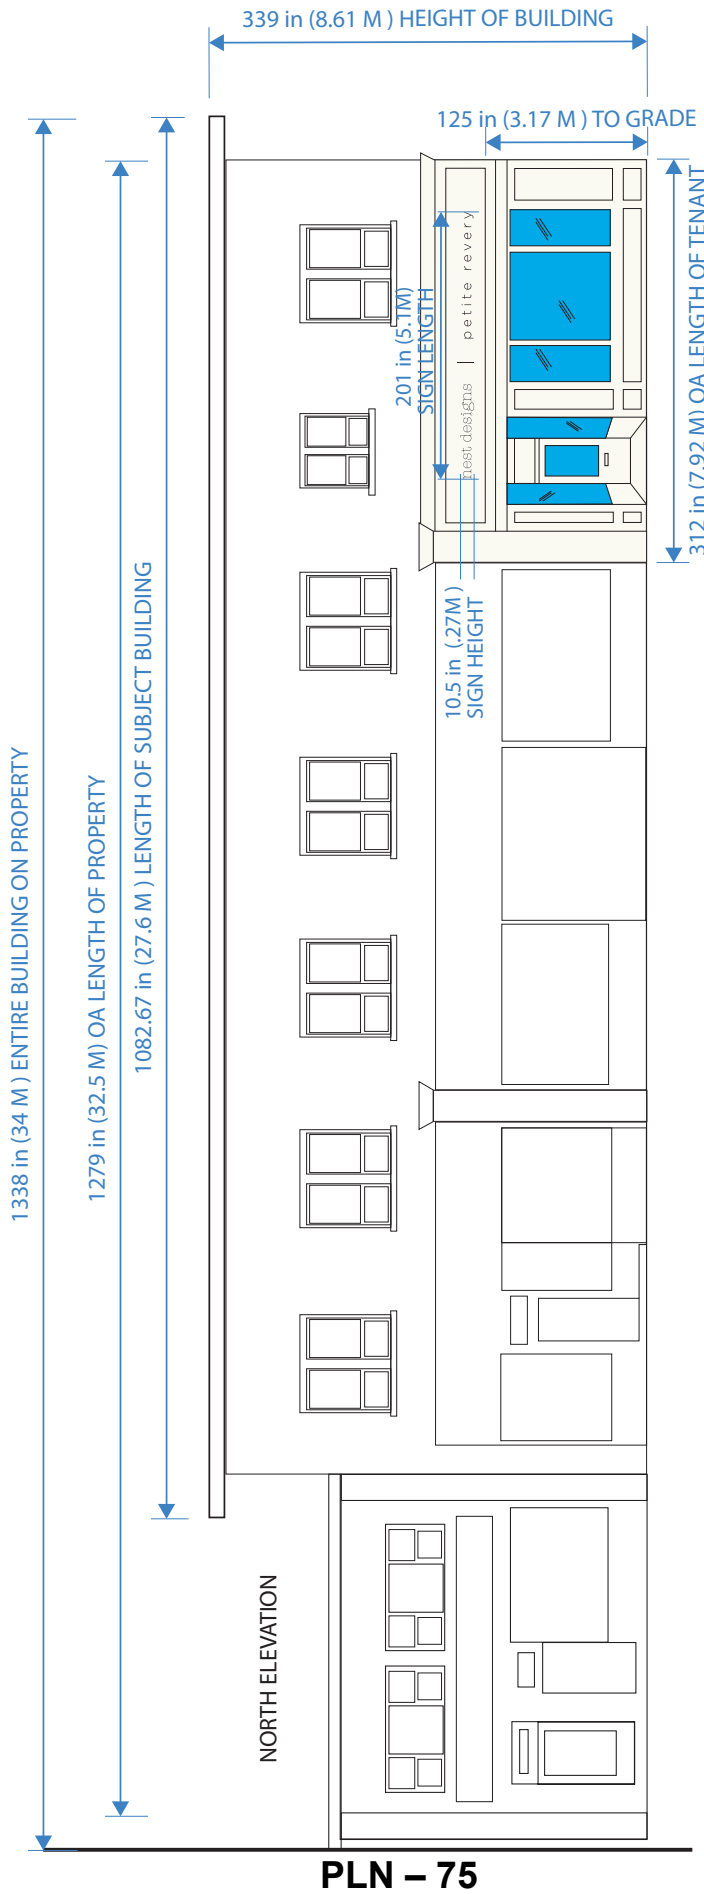 339 in (8.61 M ) HEIGHT OF BUILDING
125 in (3.17 M ) TO GRADE
312 in (7.92 M) OA LENGTH OF TENANT
201 in (5.1M)
SIGN LENGTH
nest designs | petite revery
10.5 in (.27M )
SIGN HEIGHT
1082.67 in (27.6 M ) LENGTH OF SUBJECT BUILDING
1279 in (32.5 M) OA LENGTH OF PROPERTY
1338 in (34 M ) ENTIRE BUILDING ON PROPERTY
NORTH ELEVATION
PLN – 75